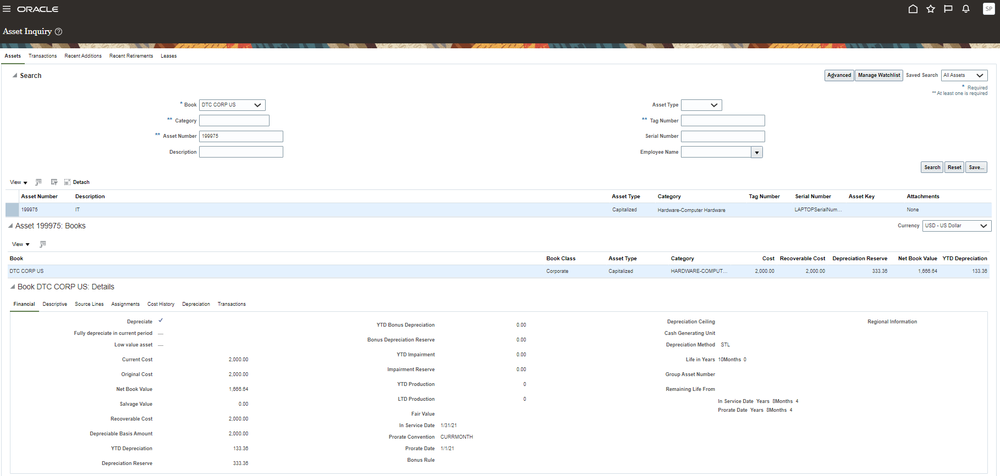 ORACLE
SP
Asset Inquiry ?
Assets Transactions Recent Additions Recent Retirements Leases
Search
Advanced Manage Watchlist Saved Search All Assets
* Required
** At least one is required
* Book DTC CORP US Asset Type
** Category ** Tag Number
** Asset Number 199975 Serial Number
Description Employee Name
Search Reset Save...
View Detach
Asset Number Description Asset Type Category Tag Number Serial Number Asset Key Attachments
199975 IT Capitalized Hardware-Computer Hardware LAPTOPSerialNum... None
Asset 199975: Books Currency USD - US Dollar
View
Book Book Class Asset Type Category Cost Recoverable Cost Depreciation Reserve Net Book Value YTD Depreciation
DTC CORP US Corporate Capitalized HARDWARE-COMPUT... 2,000.00 2,000.00 333.36 1,666.64 133.36
Book DTC CORP US: Details
Financial Descriptive Source Lines Assignments Cost History Depreciation Transactions
Depreciate
Fully depreciate in current period
Low value asset
Current Cost 2,000.00
Original Cost 2,000.00
Net Book Value 1,666.64
Salvage Value 0.00
Recoverable Cost 2,000.00
Depreciable Basis Amount 2,000.00
YTD Depreciation 133.36
Depreciation Reserve 333.36
YTD Bonus Depreciation 0.00
Bonus Depreciation Reserve 0.00
YTD Impairment 0.00
Impairment Reserve 0.00
YTD Production 0
LTD Production 0
Fair Value
In Service Date 1/31/21
Prorate Convention CURRMONTH
Prorate Date 1/1/21
Bonus Rule
Depreciation Ceiling
Cash Generating Unit
Depreciation Method STL
Life in Years 10Months 0
Group Asset Number
Remaining Life From
In Service Date Years 8Months 4
Prorate Date Years 8Months 4
Regional Information